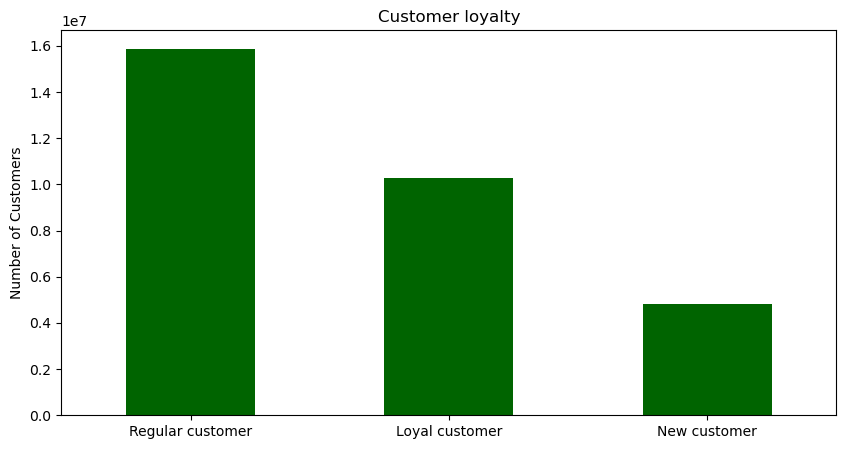 Customer loyalty
1e7
Number of Customers
1.6
1.4
1.2
1.0
0.8
0.6
0.4
0.2
0.0
Regular customer
Loyal customer
New customer